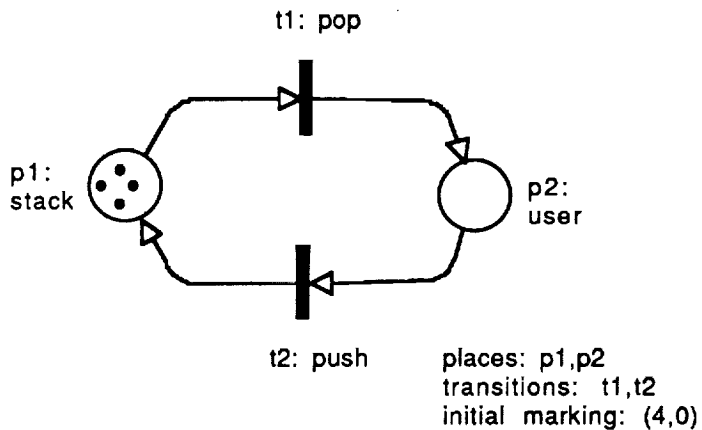 t1: pop
p1:
stack
p2:
user
t2: push
places: p1,p2
transitions: t1,t2
initial marking: (4,0)